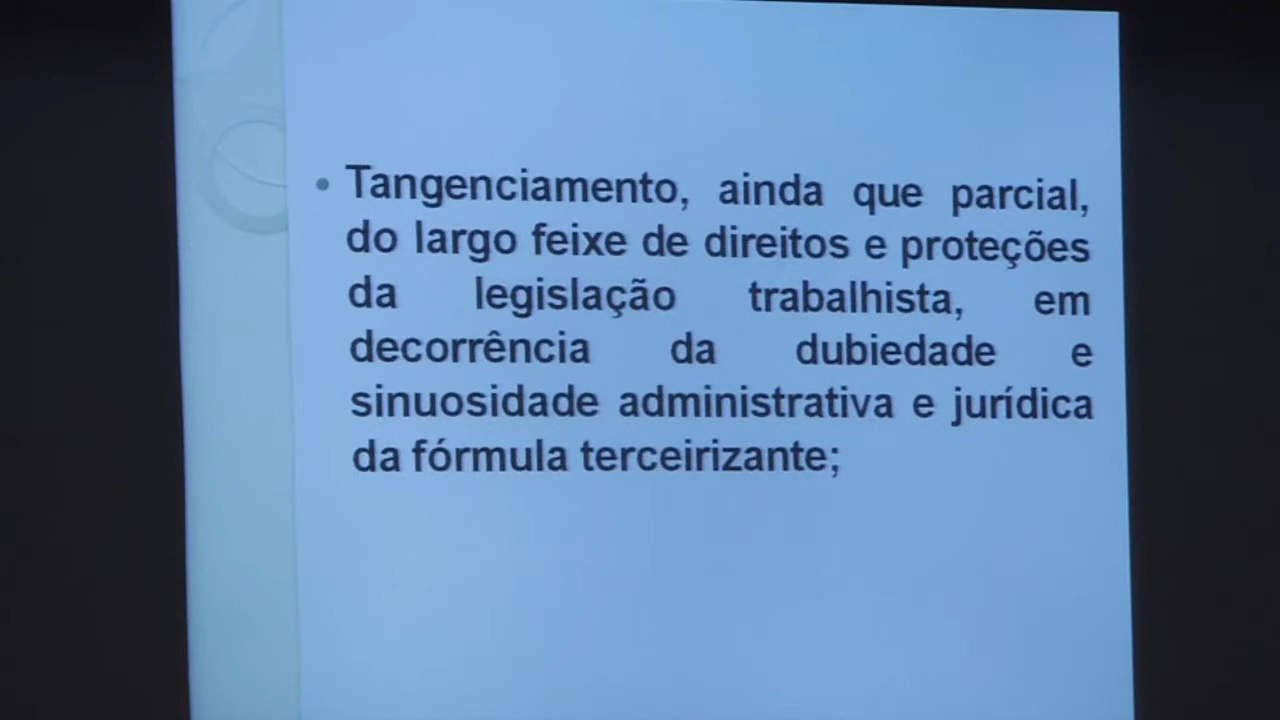 • Tangenciamento, ainda que parcial,
do largo feixe de direitos e proteções
da legislação trabalhista, em
decorrência da dubiedade e
sinuosidade administrativa e jurídica
da fórmula terceirizante;